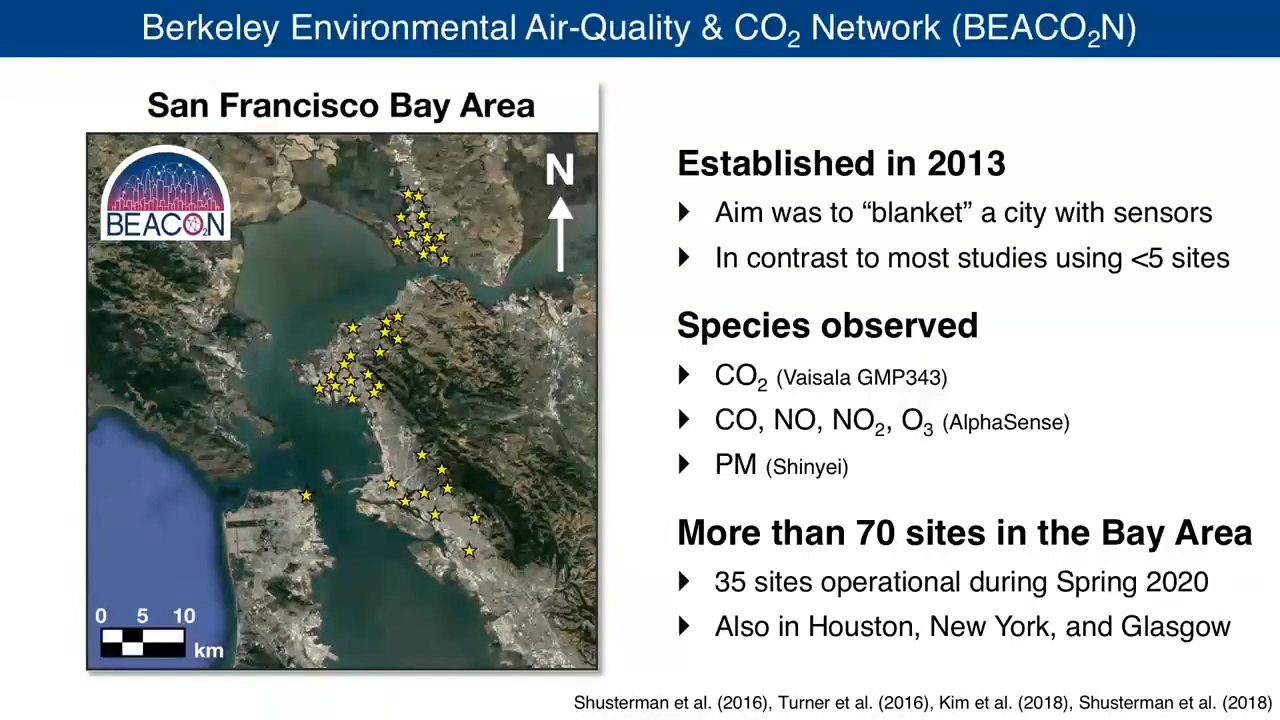 Berkeley Environmental Air-Quality & CO₂ Network (BEACO₂N)
San Francisco Bay Area
BEACO₂N
N
0 5 10
km
Established in 2013
Aim was to “blanket” a city with sensors
In contrast to most studies using <5 sites
Species observed
CO₂ (Vaisala GMP343)
CO, NO, NO₂, O₃ (AlphaSense)
PM (Shinyei)
More than 70 sites in the Bay Area
35 sites operational during Spring 2020
Also in Houston, New York, and Glasgow
Shusterman et al. (2016), Turner et al. (2016), Kim et al. (2018), Shusterman et al. (2018)